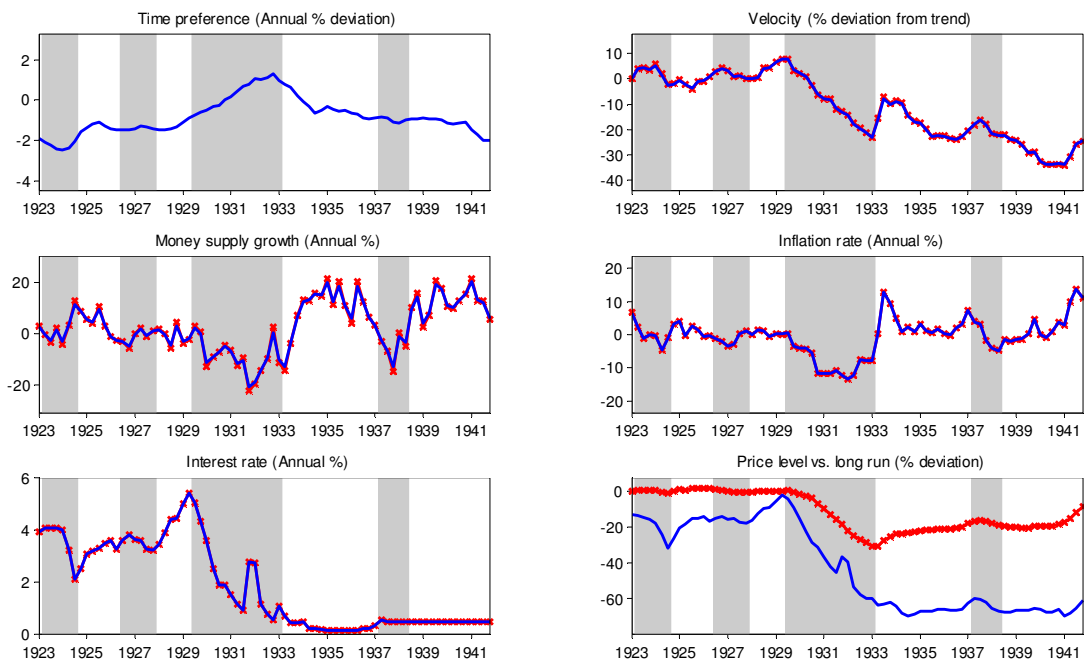 Time preference (Annual % deviation)
2
0
-2
-4
1923 1925 1927 1929 1931 1933 1935 1937 1939 1941
Velocity (% deviation from trend)
10
0
-10
-20
-30
-40
1923 1925 1927 1929 1931 1933 1935 1937 1939 1941
Money supply growth (Annual %)
20
0
-20
1923 1925 1927 1929 1931 1933 1935 1937 1939 1941
Inflation rate (Annual %)
20
10
0
-10
-20
1923 1925 1927 1929 1931 1933 1935 1937 1939 1941
Interest rate (Annual %)
6
4
2
0
1923 1925 1927 1929 1931 1933 1935 1937 1939 1941
Price level vs. long run (% deviation)
0
-20
-40
-60
1923 1925 1927 1929 1931 1933 1935 1937 1939 1941